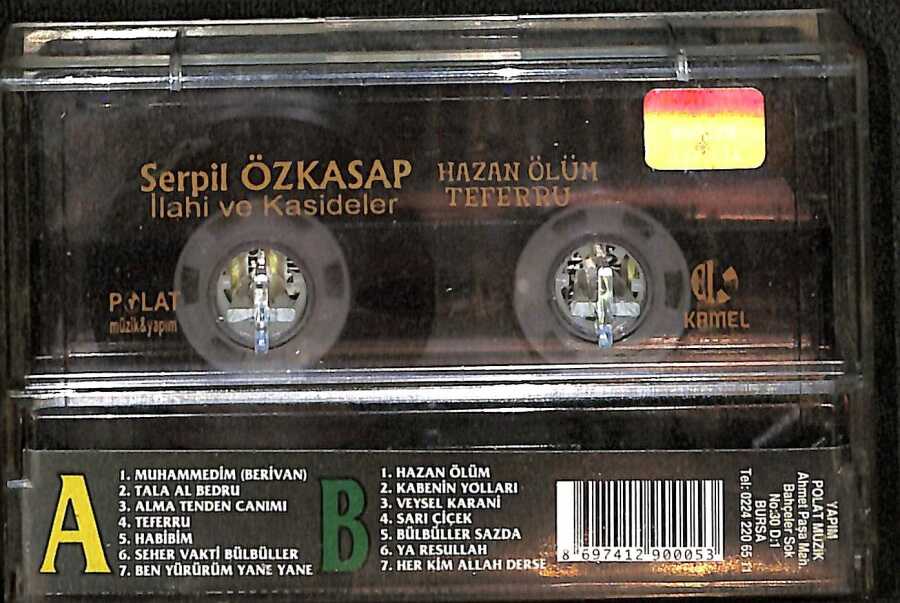 Serpil ÖZKASAP
İlahi ve Kasideler
HAZAN ÖLÜM
TEFERRU
POLAT
müzik&yapım
KAMEL
A
1. MUHAMMEDİM (BERİVAN)
2. TALA AL BEDRU
3. ALMA TENDEN CANIMI
4. TEFERRU
5. HABİBİM
6. SEHER VAKTİ BÜLBÜLLER
7. BEN YÜRÜRÜM YANE YANE
B
1. HAZAN ÖLÜM
2. KABENİN YOLLARI
3. VEYSEL KARANİ
4. SARI ÇİÇEK
5. BÜLBÜLLER SAZDA
6. YA RESULLAH
7. HER KİM ALLAH DERSE
8 697412 900053
YAPIM
POLAT MÜZİK
Ahmet Paşa Mah.
Bahçeler Sok.
No:30 D:1
BURSA
Tel: 0224 220 65 11